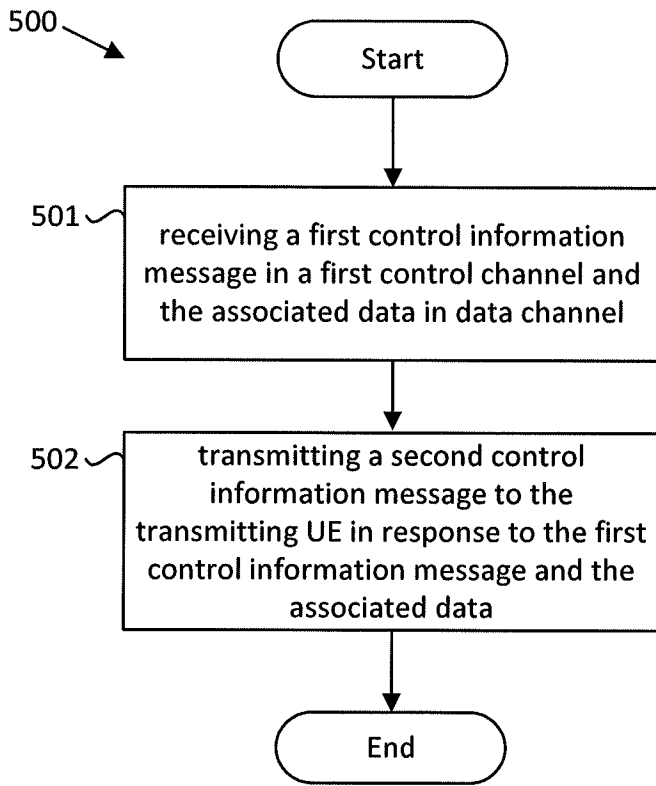 500
Start
501
receiving a first control information
message in a first control channel and
the associated data in data channel
502
transmitting a second control
information message to the
transmitting UE in response to the first
control information message and the
associated data
End